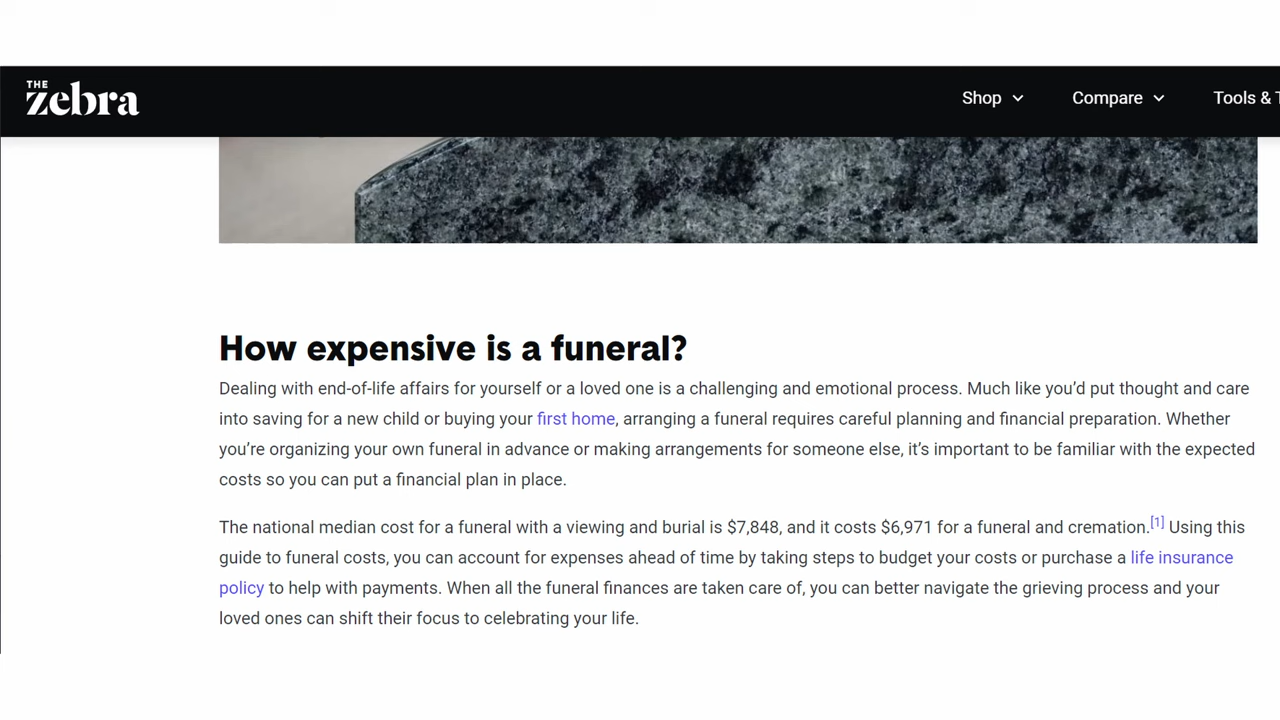 THE
zebra
Shop
Compare
Tools &
How expensive is a funeral?
Dealing with end-of-life affairs for yourself or a loved one is a challenging and emotional process. Much like you’d put thought and care
into saving for a new child or buying your first home, arranging a funeral requires careful planning and financial preparation. Whether
you’re organizing your own funeral in advance or making arrangements for someone else, it’s important to be familiar with the expected
costs so you can put a financial plan in place.
The national median cost for a funeral with a viewing and burial is $7,848, and it costs $6,971 for a funeral and cremation.[1] Using this
guide to funeral costs, you can account for expenses ahead of time by taking steps to budget your costs or purchase a life insurance
policy to help with payments. When all the funeral finances are taken care of, you can better navigate the grieving process and your
loved ones can shift their focus to celebrating your life.